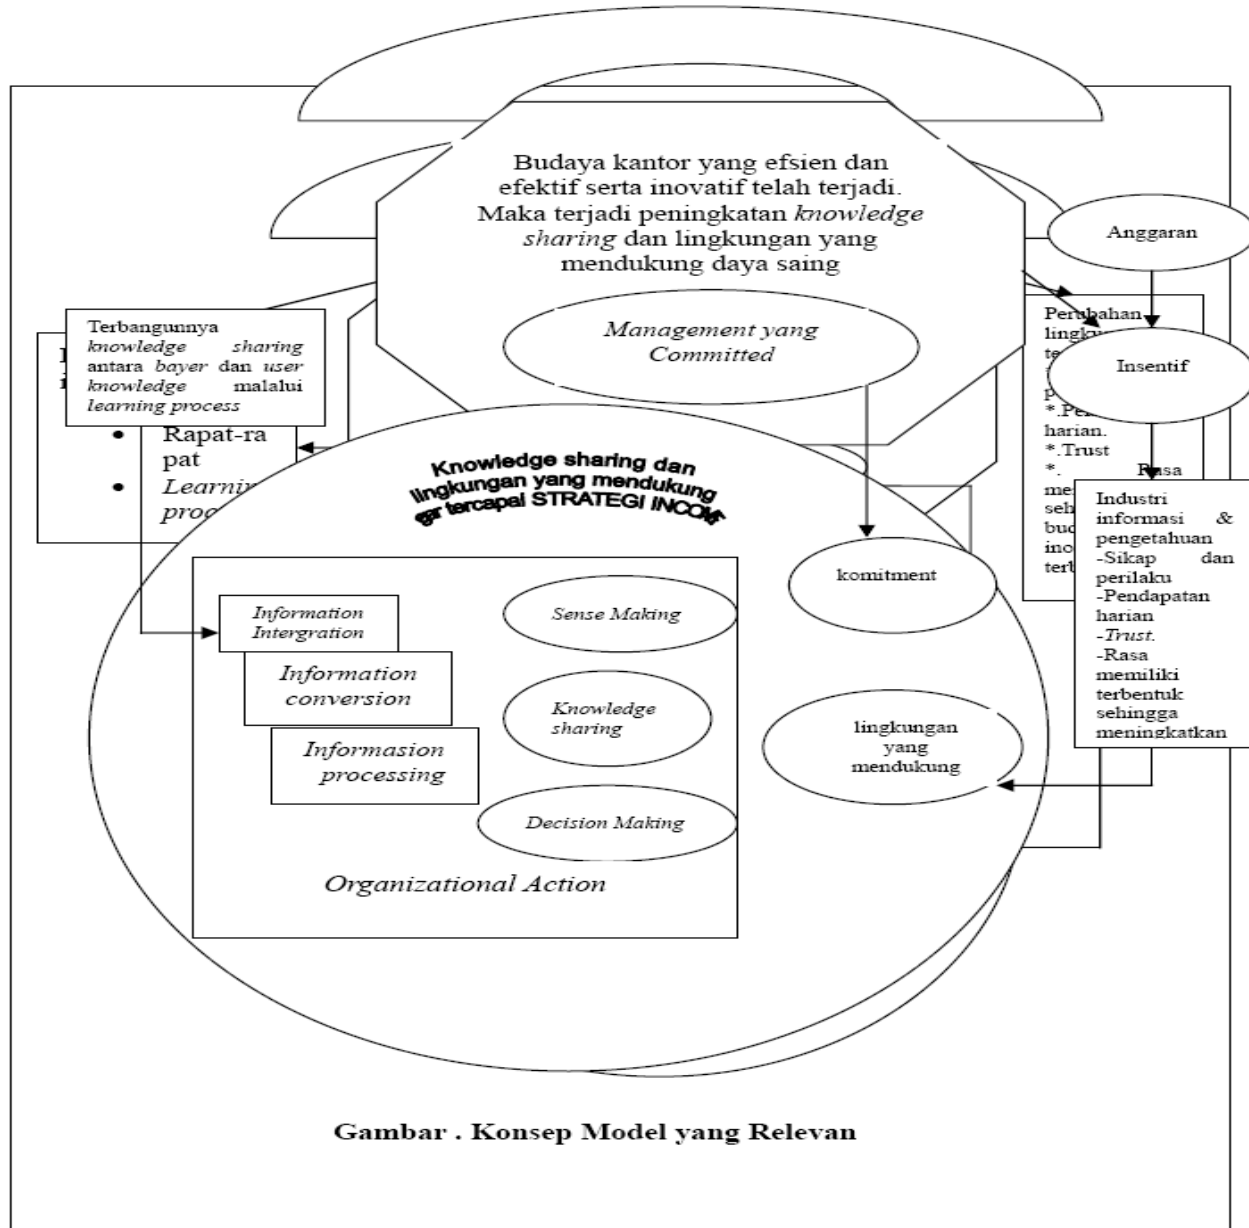 Budaya kantor yang efsien dan
efektif serta inovatif telah terjadi.
Maka terjadi peningkatan knowledge
sharing dan lingkungan yang
mendukung daya saing
Anggaran
Management yang
Committed
Terbangunnya
knowledge sharing
antara bayer dan user
knowledge malalui
learning process
• Rapat-ra
pat
• Learnin
proc
Perubahan
lingku
te
p
*.Pe
harian.
*.Trust
*. Rasa
me
seh
bud
ino
terb
Insentif
Industri
informasi &
pengetahuan
-Sikap dan
perilaku
-Pendapatan
harian
-Trust.
-Rasa
memiliki
terbentuk
sehingga
meningkatkan
Knowledge sharing dan
lingkungan yang mendukung
gar tercapai STRATEGI INCOM
komitment
Information
Intergration
Sense Making
Information
conversion
Knowledge
sharing
lingkungan
yang
mendukung
Informasion
processing
Decision Making
Organizational Action
Gambar . Konsep Model yang Relevan